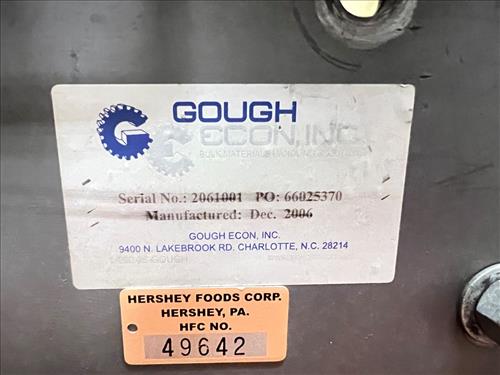 GOUGH
ECON, INC.
Serial No.: 2061001 PO: 66025370
Manufactured: Dec. 2006
GOUGH ECON, INC.
9400 N. LAKEBROOK RD. CHARLOTTE, N.C. 28214
HERSHEY FOODS CORP.
HERSHEY, PA.
HFC NO.
49642